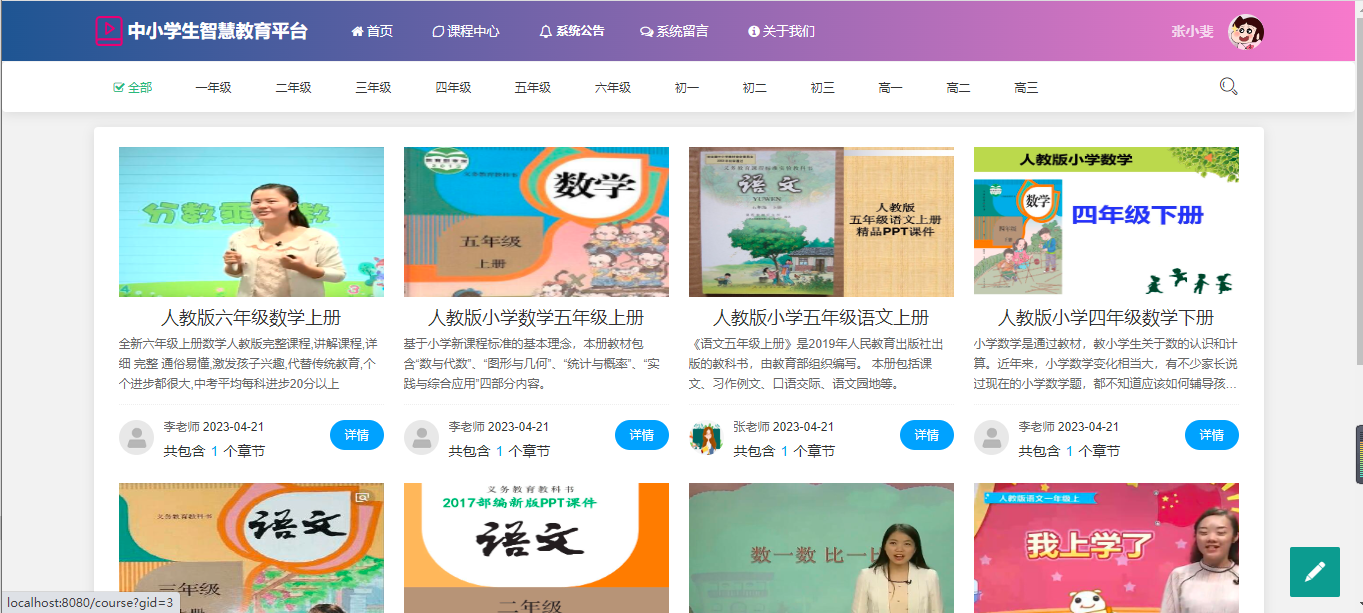 中小学生智慧教育平台
首页
课程中心
系统公告
系统留言
关于我们
张小斐
全部
一年级
二年级
三年级
四年级
五年级
六年级
初一
初二
初三
高一
高二
高三
分数乘 数
数学
五年级
上册
语文
YUWEN
人教版
五年级语文上册
精品PPT课件
人教版小学数学
数学
四年级下册
人教版六年级数学上册
全新六年级上册数学人教版完整课程,讲解课程,详
细 完整 通俗易懂,激发孩子兴趣,代替传统教育,个
个进步都很大,中考平均每科进步20分以上
李老师 2023-04-21
共包含 1 个章节
详情
人教版小学数学五年级上册
基于小学新课程标准的基本理念，本册教材包
含“数与代数”、“图形与几何”、“统计与概率”、“实
践与综合应用”四部分内容。
李老师 2023-04-21
共包含 1 个章节
详情
人教版小学五年级语文上册
《语文五年级上册》是2019年人民教育出版社出
版的教科书，由教育部组织编写。 本册包括课
文、习作例文、口语交际、语文园地等。
张老师 2023-04-21
共包含 1 个章节
详情
人教版小学四年级数学下册
小学数学是通过教材，教小学生关于数的认识和计
算。近年来，小学数学变化相当大，有不少家长说
过现在的小学数学题，都不知道应该如何辅导孩...
李老师 2023-04-21
共包含 1 个章节
详情
义务教育教科书
语文
三年级
上册
义务教育教科书
2017部编新版PPT课件
语文
二年级
数一数 比一比
人教版语文一年级上
我上学了
localhost:8080/course?gid=3